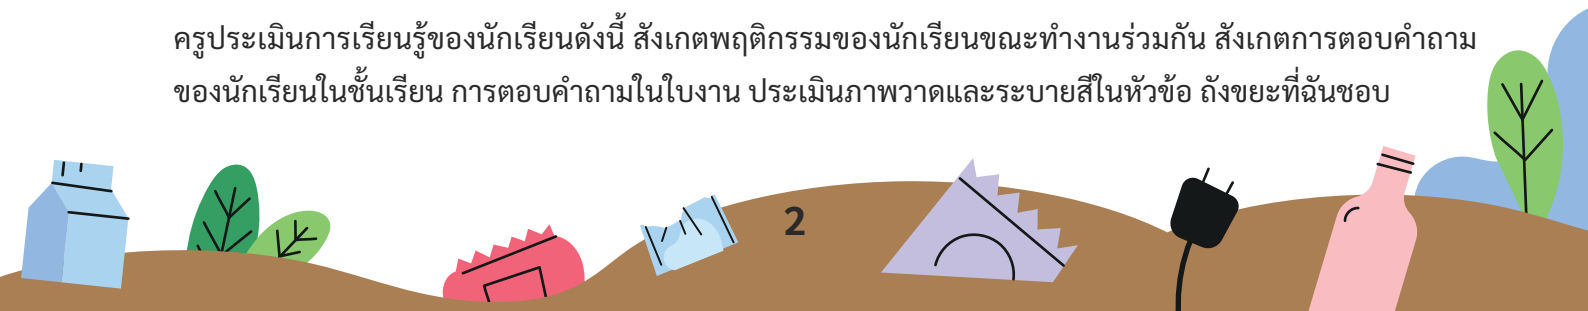 ครูประเมินการเรียนรู้ของนักเรียนดังนี้ สังเกตพฤติกรรมของนักเรียนขณะทำงานร่วมกัน สังเกตการตอบคำถาม
ของนักเรียนในชั้นเรียน การตอบคำถามในใบงาน ประเมินภาพวาดและระบายสีในหัวข้อ ถังขยะที่ฉันชอบ
2